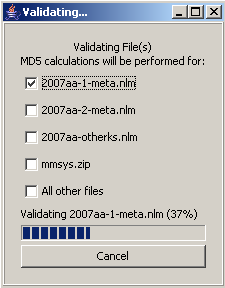 Validating...
Validating File(s)
MD5 calculations will be performed for:
2007aa-1-meta.nlm
2007aa-2-meta.nlm
2007aa-otherks.nlm
mmsys.zip
All other files
Validating 2007aa-1-meta.nlm (37%)
Cancel